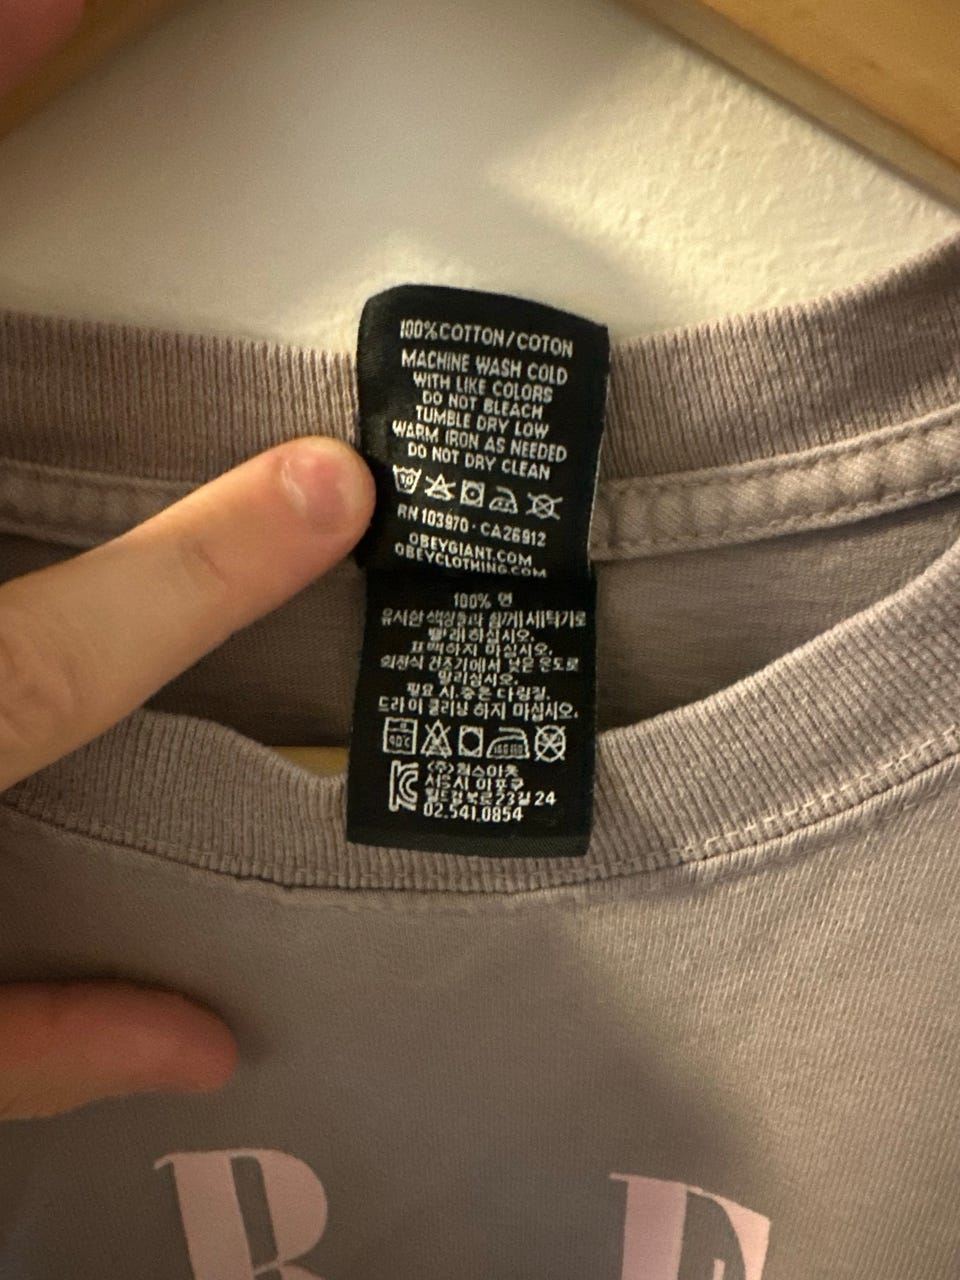 100%COTTON/COTON
MACHINE WASH COLD
WITH LIKE COLORS
DO NOT BLEACH
TUMBLE DRY LOW
WARM IRON AS NEEDED
DO NOT DRY CLEAN
RN 103970 · CA26912
OBEYGIANT.COM
OBEYCLOTHING.COM
100% 면
유사한 색상들과 함께 세탁기로
빨래 하십시오.
표백하지 마십시오.
회전식 건조기에서 낮은 온도로
말리십시오.
필요 시.
드라이 클리닝 하지 마십시오.
서울시 마포구
24
02.541.0854
B E